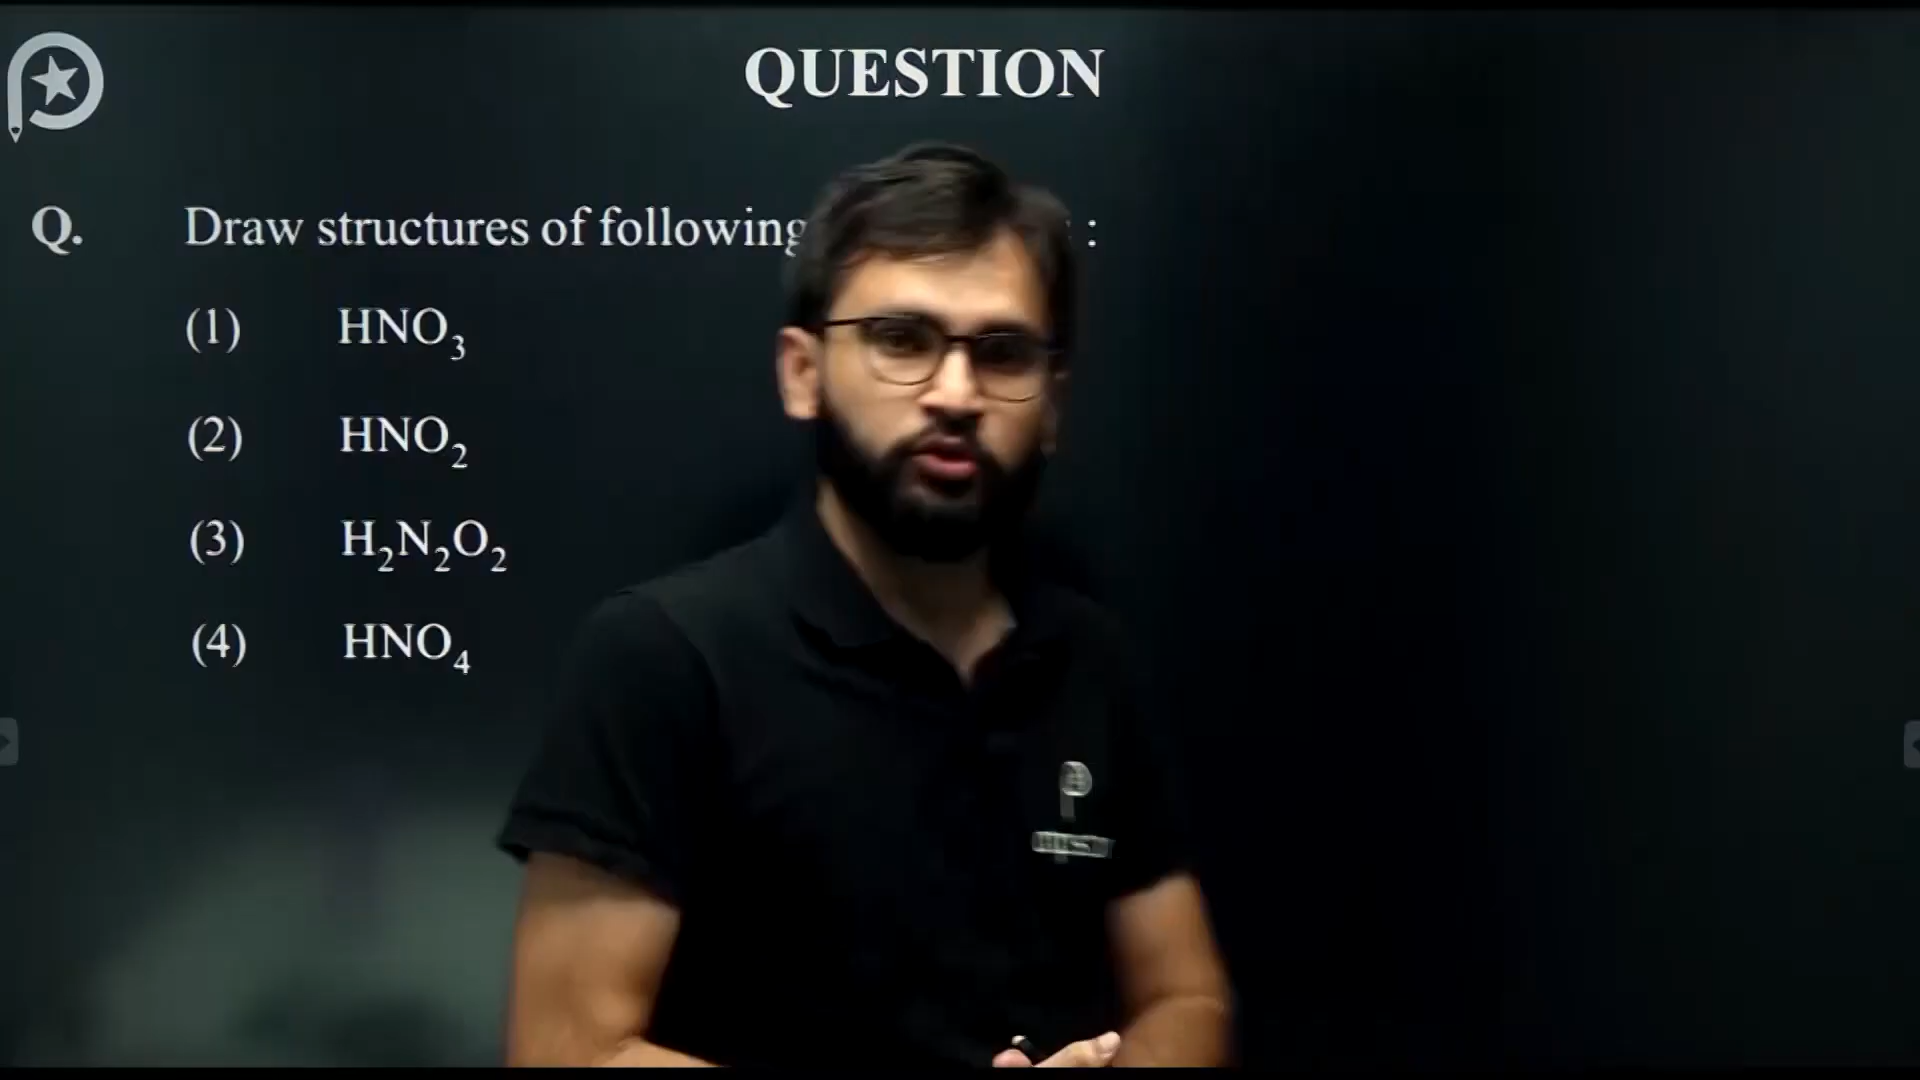 QUESTION
Q. Draw structures of following :
(1) HNO₃
(2) HNO₂
(3) H₂N₂O₂
(4) HNO₄